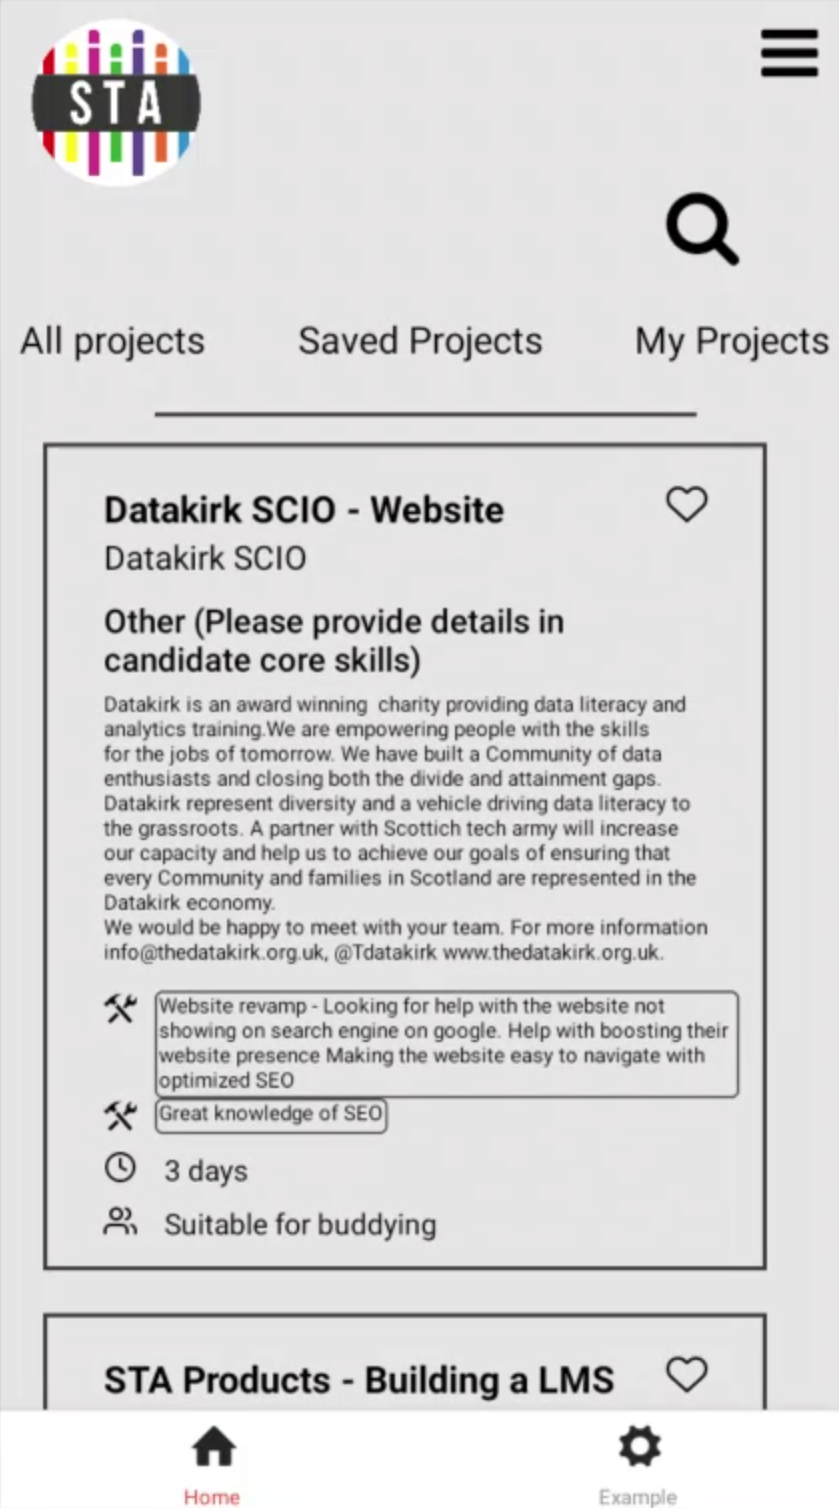 STA
All projects Saved Projects My Projects
Datakirk SCIO - Website
Datakirk SCIO
Other (Please provide details in
candidate core skills)
Datakirk is an award winning  charity providing data literacy and
analytics training.We are empowering people with the skills
for the jobs of tomorrow. We have built a Community of data
enthusiasts and closing both the divide and attainment gaps.
Datakirk represent diversity and a vehicle driving data literacy to
the grassroots. A partner with Scottich tech army will increase
our capacity and help us to achieve our goals of ensuring that
every Community and families in Scotland are represented in the
Datakirk economy.
We would be happy to meet with your team. For more information
info@thedatakirk.org.uk, @Tdatakirk www.thedatakirk.org.uk.
Website revamp - Looking for help with the website not
showing on search engine on google. Help with boosting their
website presence Making the website easy to navigate with
optimized SEO
Great knowledge of SEO
3 days
Suitable for buddying
STA Products - Building a LMS
Home Example